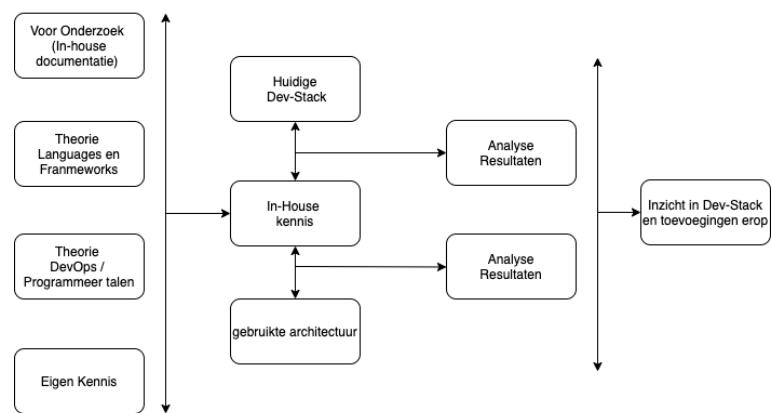 Voor Onderzoek
(In-house
documentatie)
Theorie
Languages en
Franmeworks
Theorie
DevOps /
Programmeer talen
Eigen Kennis
Huidige
Dev-Stack
In-House
kennis
gebruikte architectuur
Analyse
Resultaten
Analyse
Resultaten
Inzicht in Dev-Stack
en toevoegingen erop